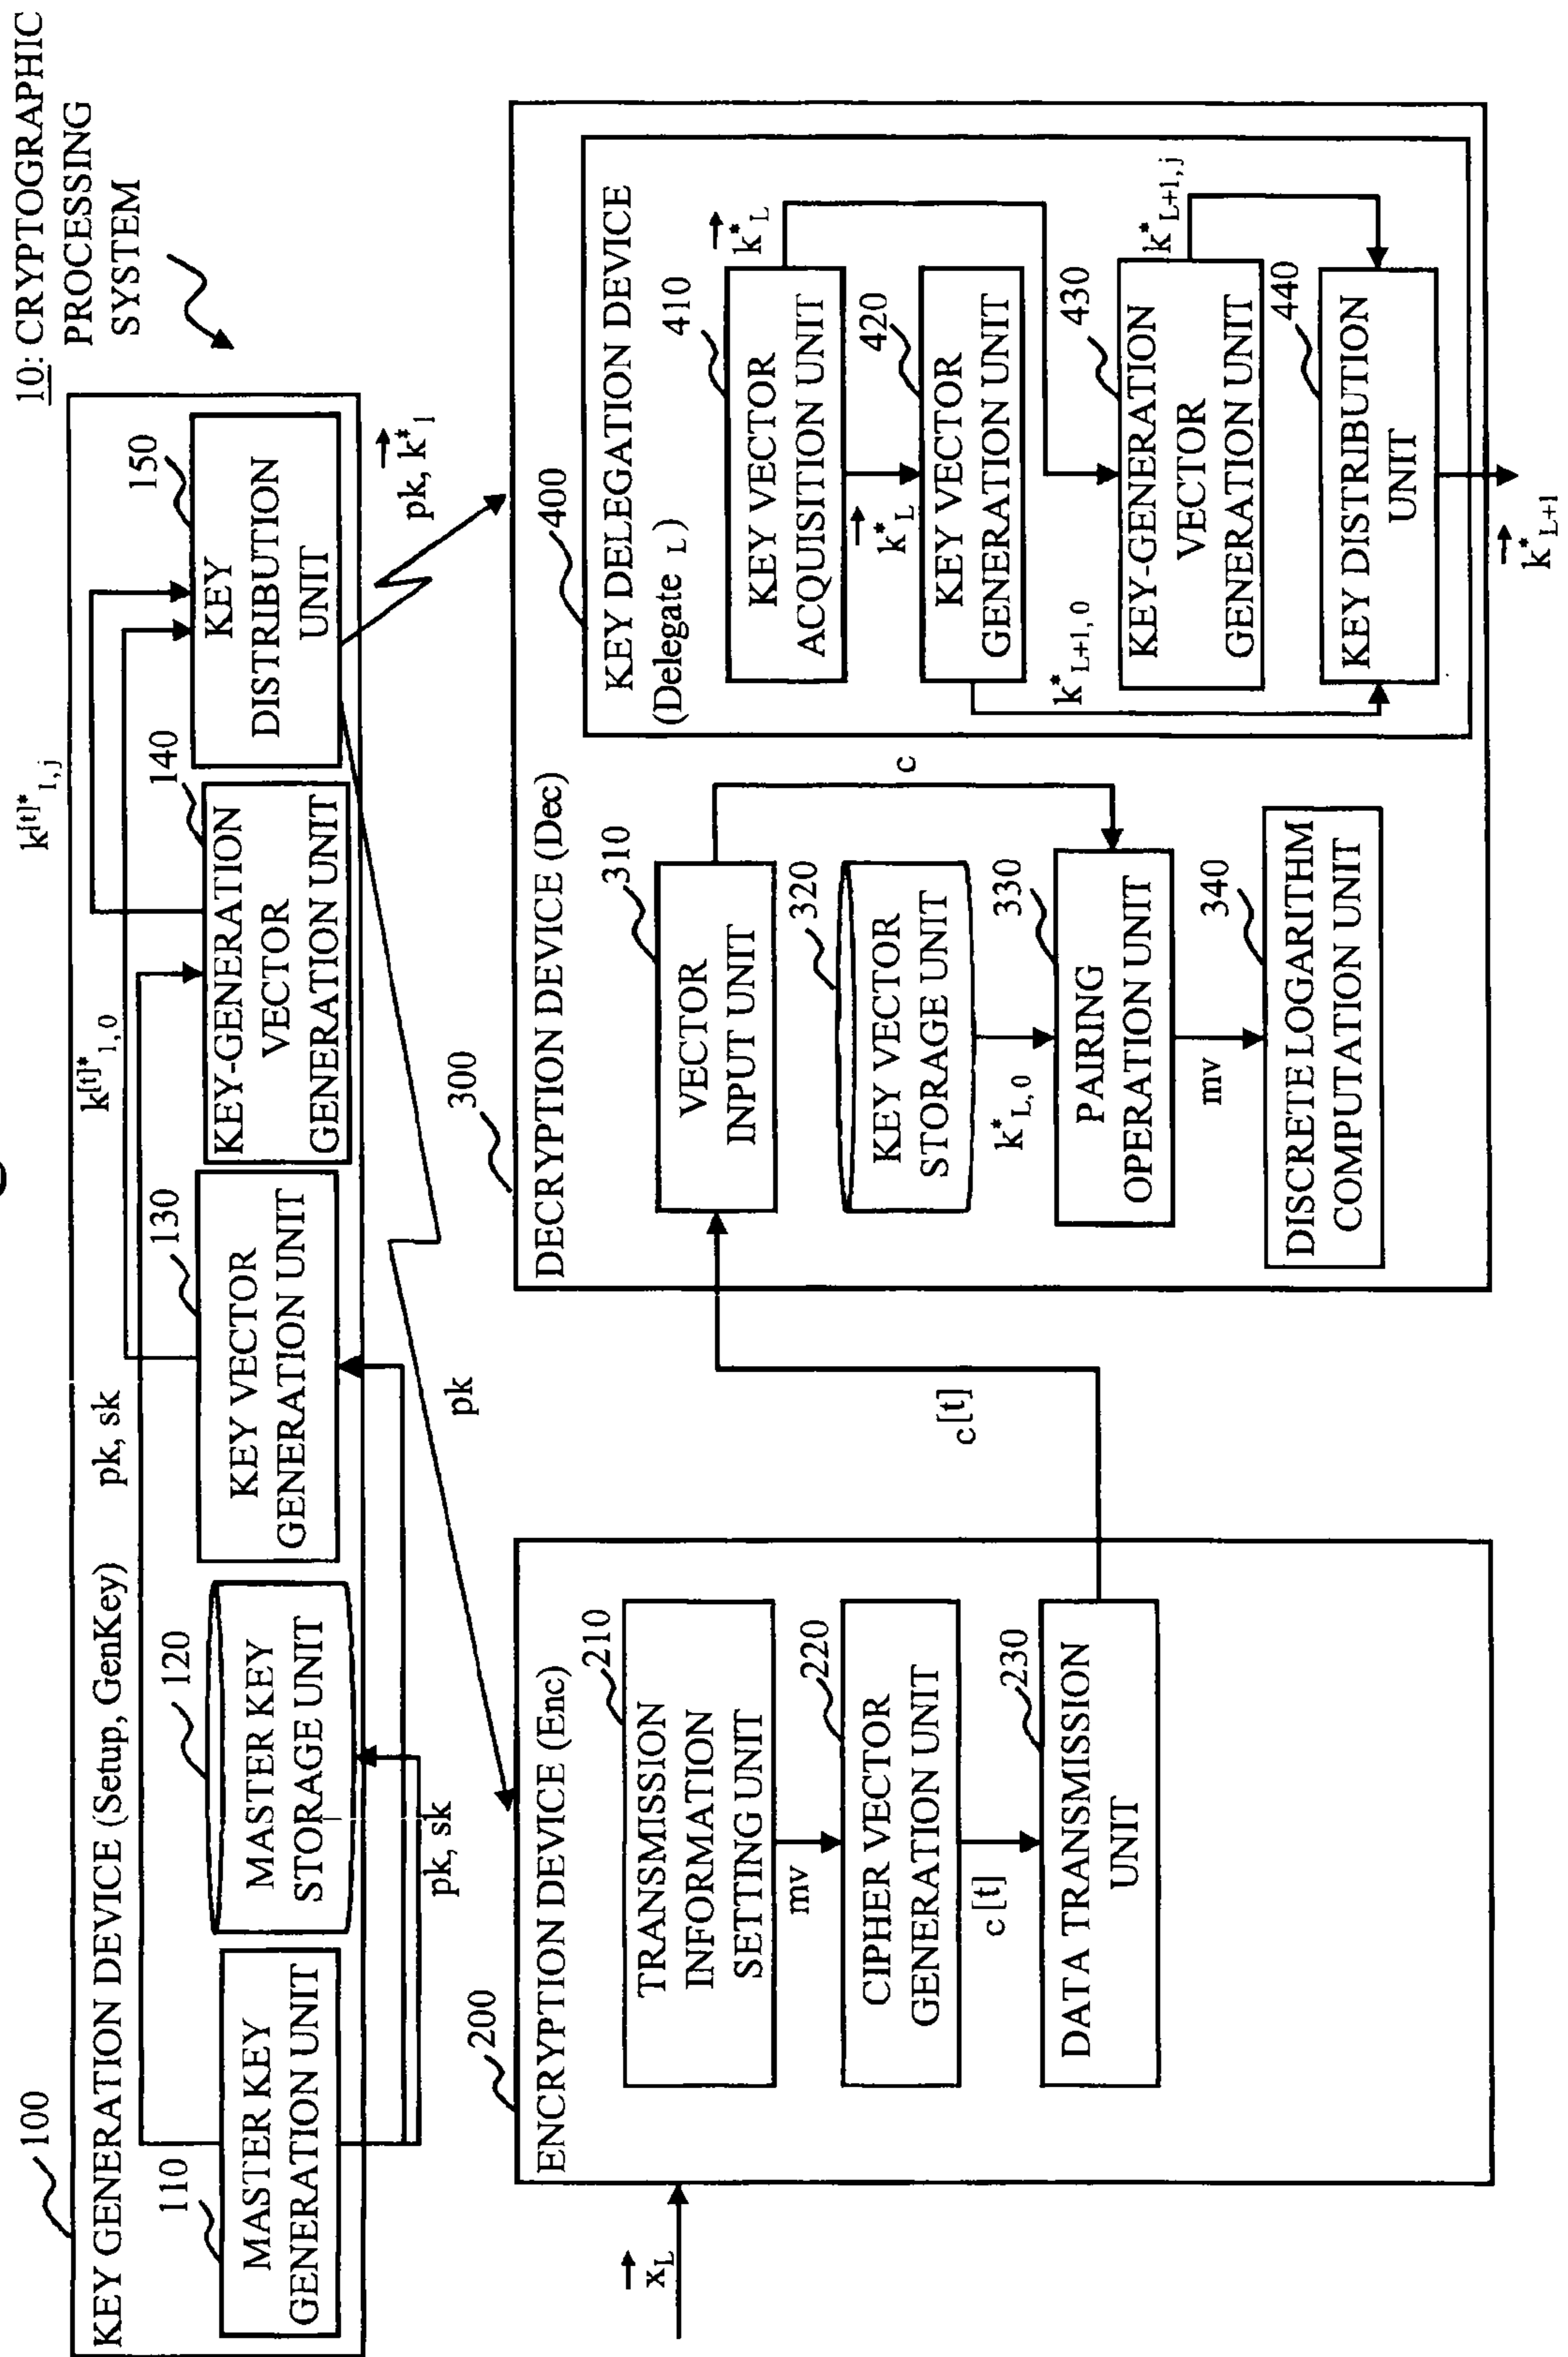 10: CRYPTOGRAPHIC
PROCESSING
SYSTEM
100
KEY GENERATION DEVICE (Setup, GenKey)
pk, sk
k[t]*1,0
k[t]*1,j
110
MASTER KEY
GENERATION UNIT
120
MASTER KEY
STORAGE UNIT
130
KEY VECTOR
GENERATION UNIT
140
KEY-GENERATION
VECTOR
GENERATION UNIT
150
KEY
DISTRIBUTION
UNIT
pk, sk
pk
pk, k*1
200
ENCRYPTION DEVICE (Enc)
xL
210
TRANSMISSION
INFORMATION
SETTING UNIT
mv
220
CIPHER VECTOR
GENERATION UNIT
c[t]
230
DATA TRANSMISSION
UNIT
c[t]
300
DECRYPTION DEVICE (Dec)
310
VECTOR
INPUT UNIT
c
320
KEY VECTOR
STORAGE UNIT
k*L,0
330
PAIRING
OPERATION UNIT
mv
340
DISCRETE LOGARITHM
COMPUTATION UNIT
400
KEY DELEGATION DEVICE
(Delegate L)
410
KEY VECTOR
ACQUISITION UNIT
k*L
k*L
420
KEY VECTOR
GENERATION UNIT
k*L+1,0
430
KEY-GENERATION
VECTOR
GENERATION UNIT
k*L+1,j
440
KEY DISTRIBUTION
UNIT
k*L+1